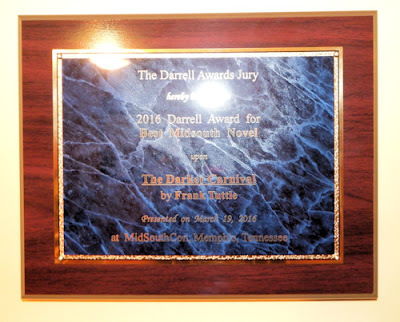 The Darrell Awards Jury
hereby
2016 Darrell Award for
Best Midsouth Novel
upon
The Darker Carnival
by Frank Tuttle
Presented on March 19, 2016
at MidSouthCon, Memphis, Tennessee